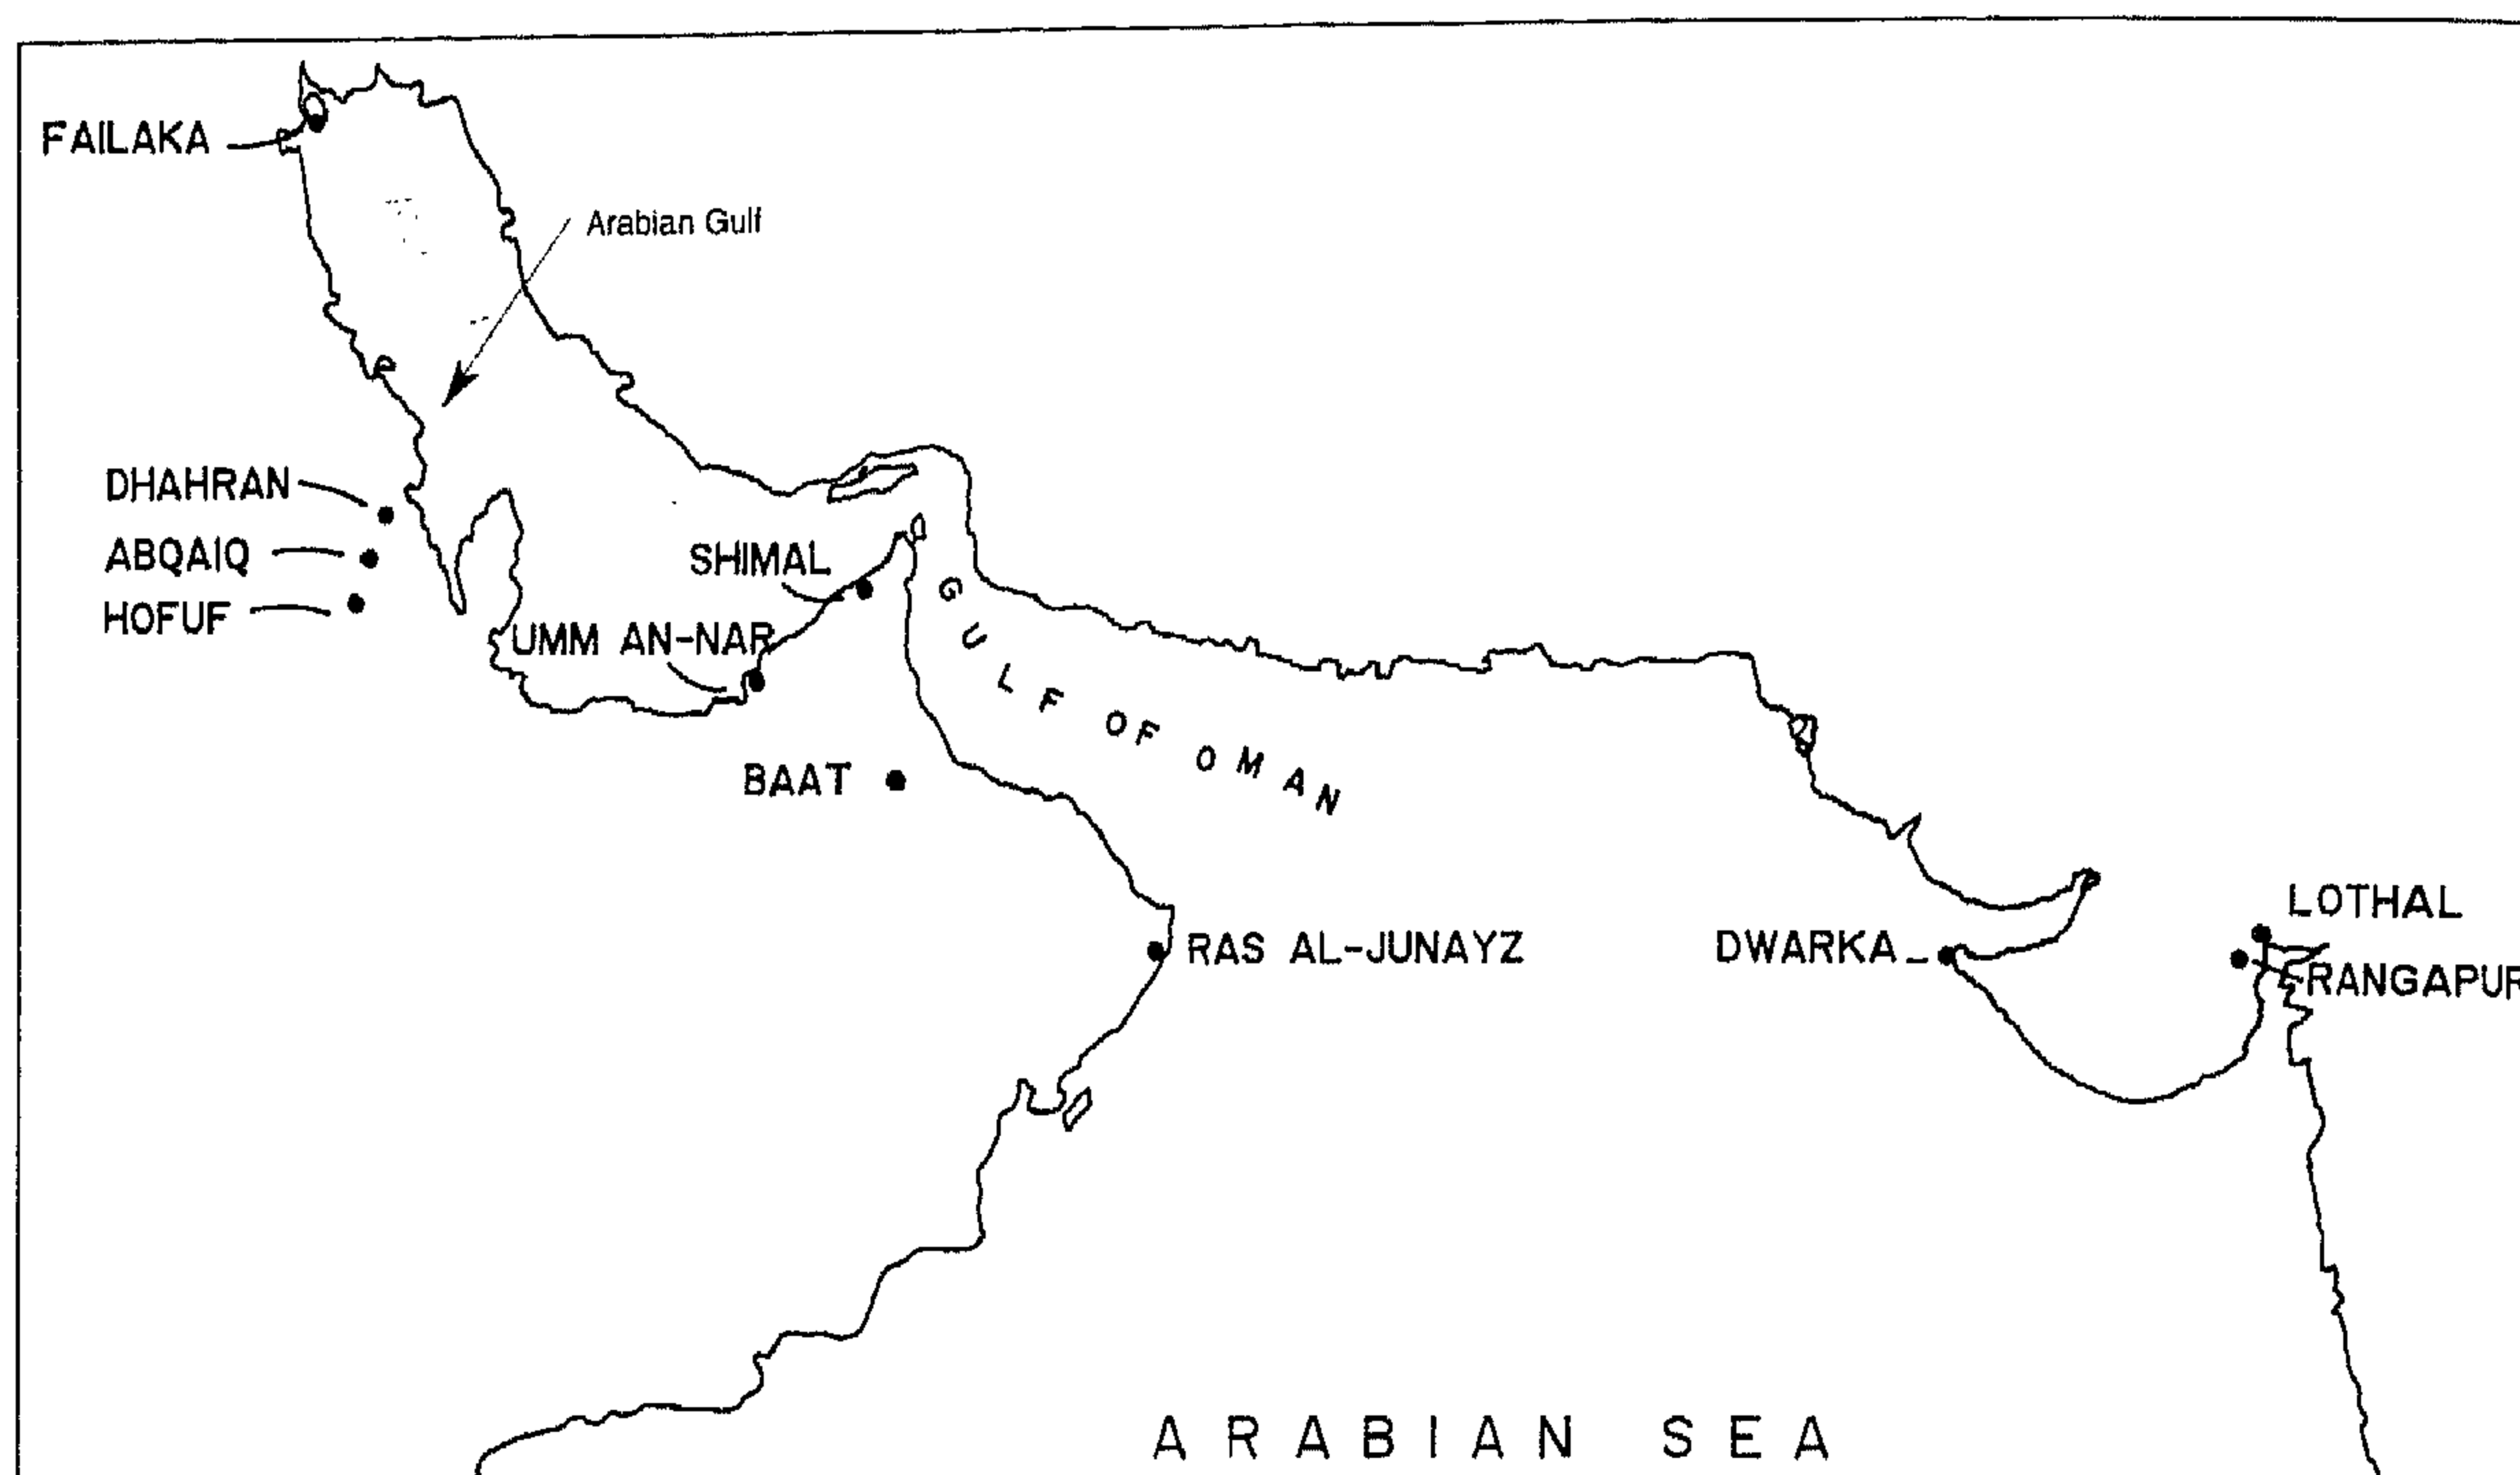 FAILAKA
Arabian Gulf
DHAHRAN
ABQAIQ
HOFUF
SHIMAL
UMM AN-NAR
GULF OF OMAN
BAAT
RAS AL-JUNAYZ
DWARKA
LOTHAL
RANGAPUR
ARABIAN SEA